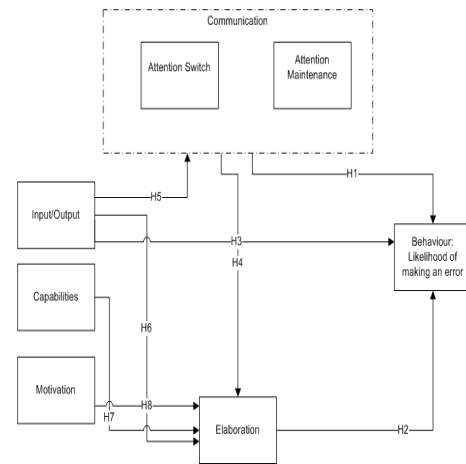 Communication
Attention Switch
Attention
Maintenance
H1
Input/Output
H5
Behaviour:
Likelihood of
making an error
H3
H4
Capabilities
H6
Motivation
H8
H7
Elaboration
H2